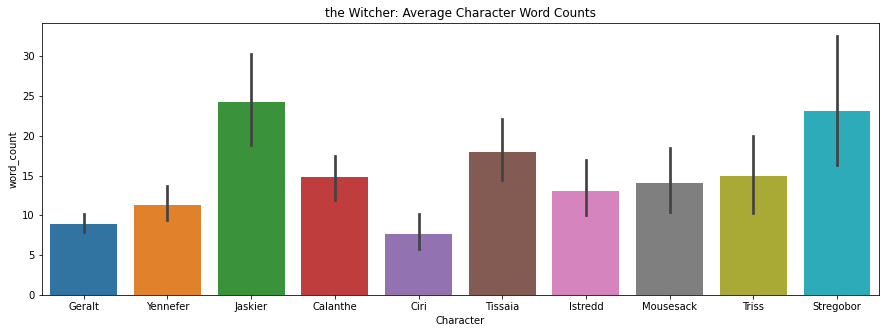 the Witcher: Average Character Word Counts
word_count
30
25
20
15
10
5
0
Geralt Yennefer Jaskier Calanthe Ciri Tissaia Istredd Mousesack Triss Stregobor
Character